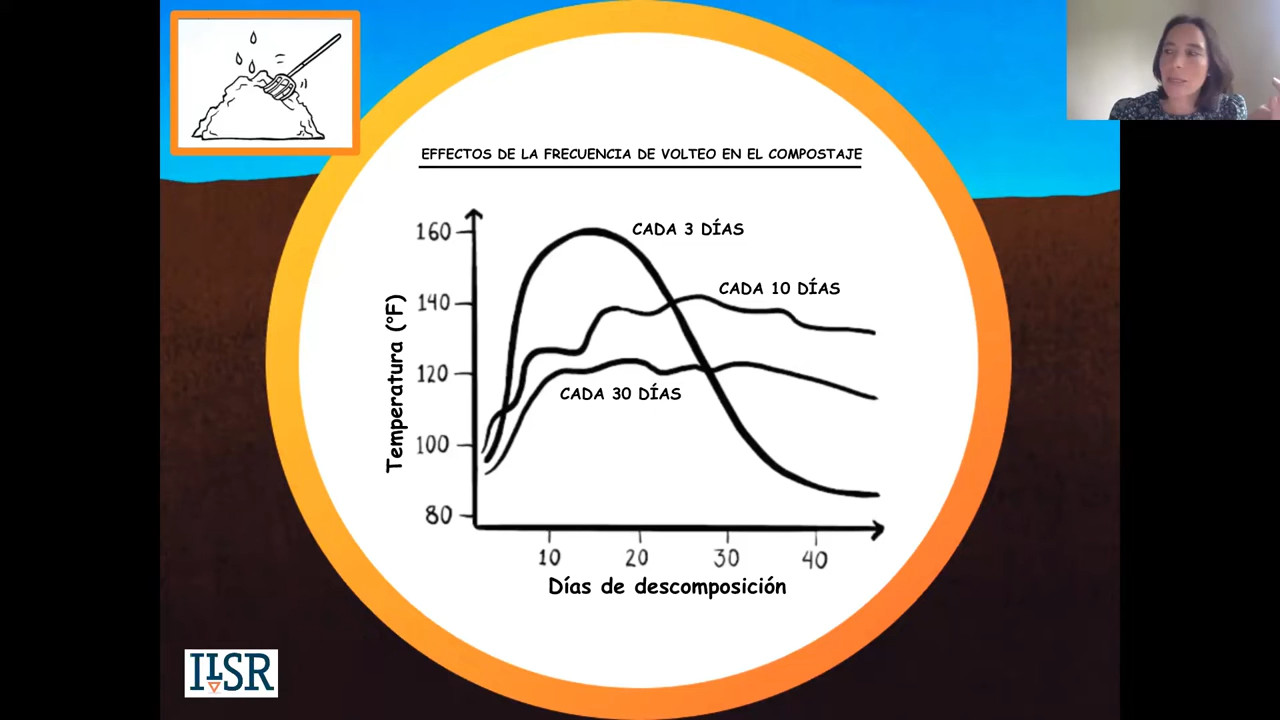 EFFECTOS DE LA FRECUENCIA DE VOLTEO EN EL COMPOSTAJE
CADA 3 DÍAS
CADA 10 DÍAS
CADA 30 DÍAS
Temperatura (°F)
160
140
120
100
80
10 20 30 40
Días de descomposición
ILSR